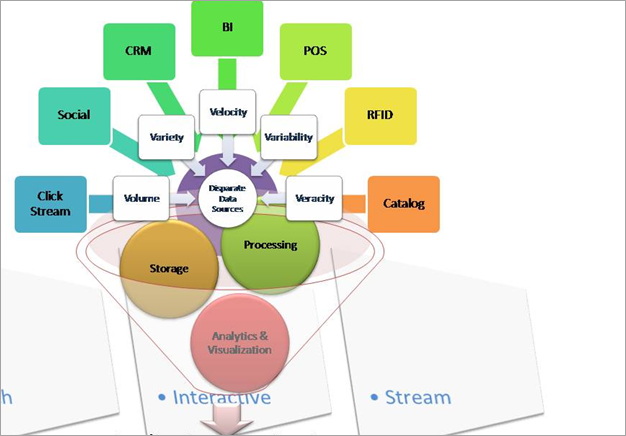 BI
CRM
POS
Social
RFID
Velocity
Variety
Variability
Click
Stream
Volume
Disparate
Data
Sources
Veracity
Catalog
Storage
Processing
Analytics &
Visualization
h
• Interactive
• Stream